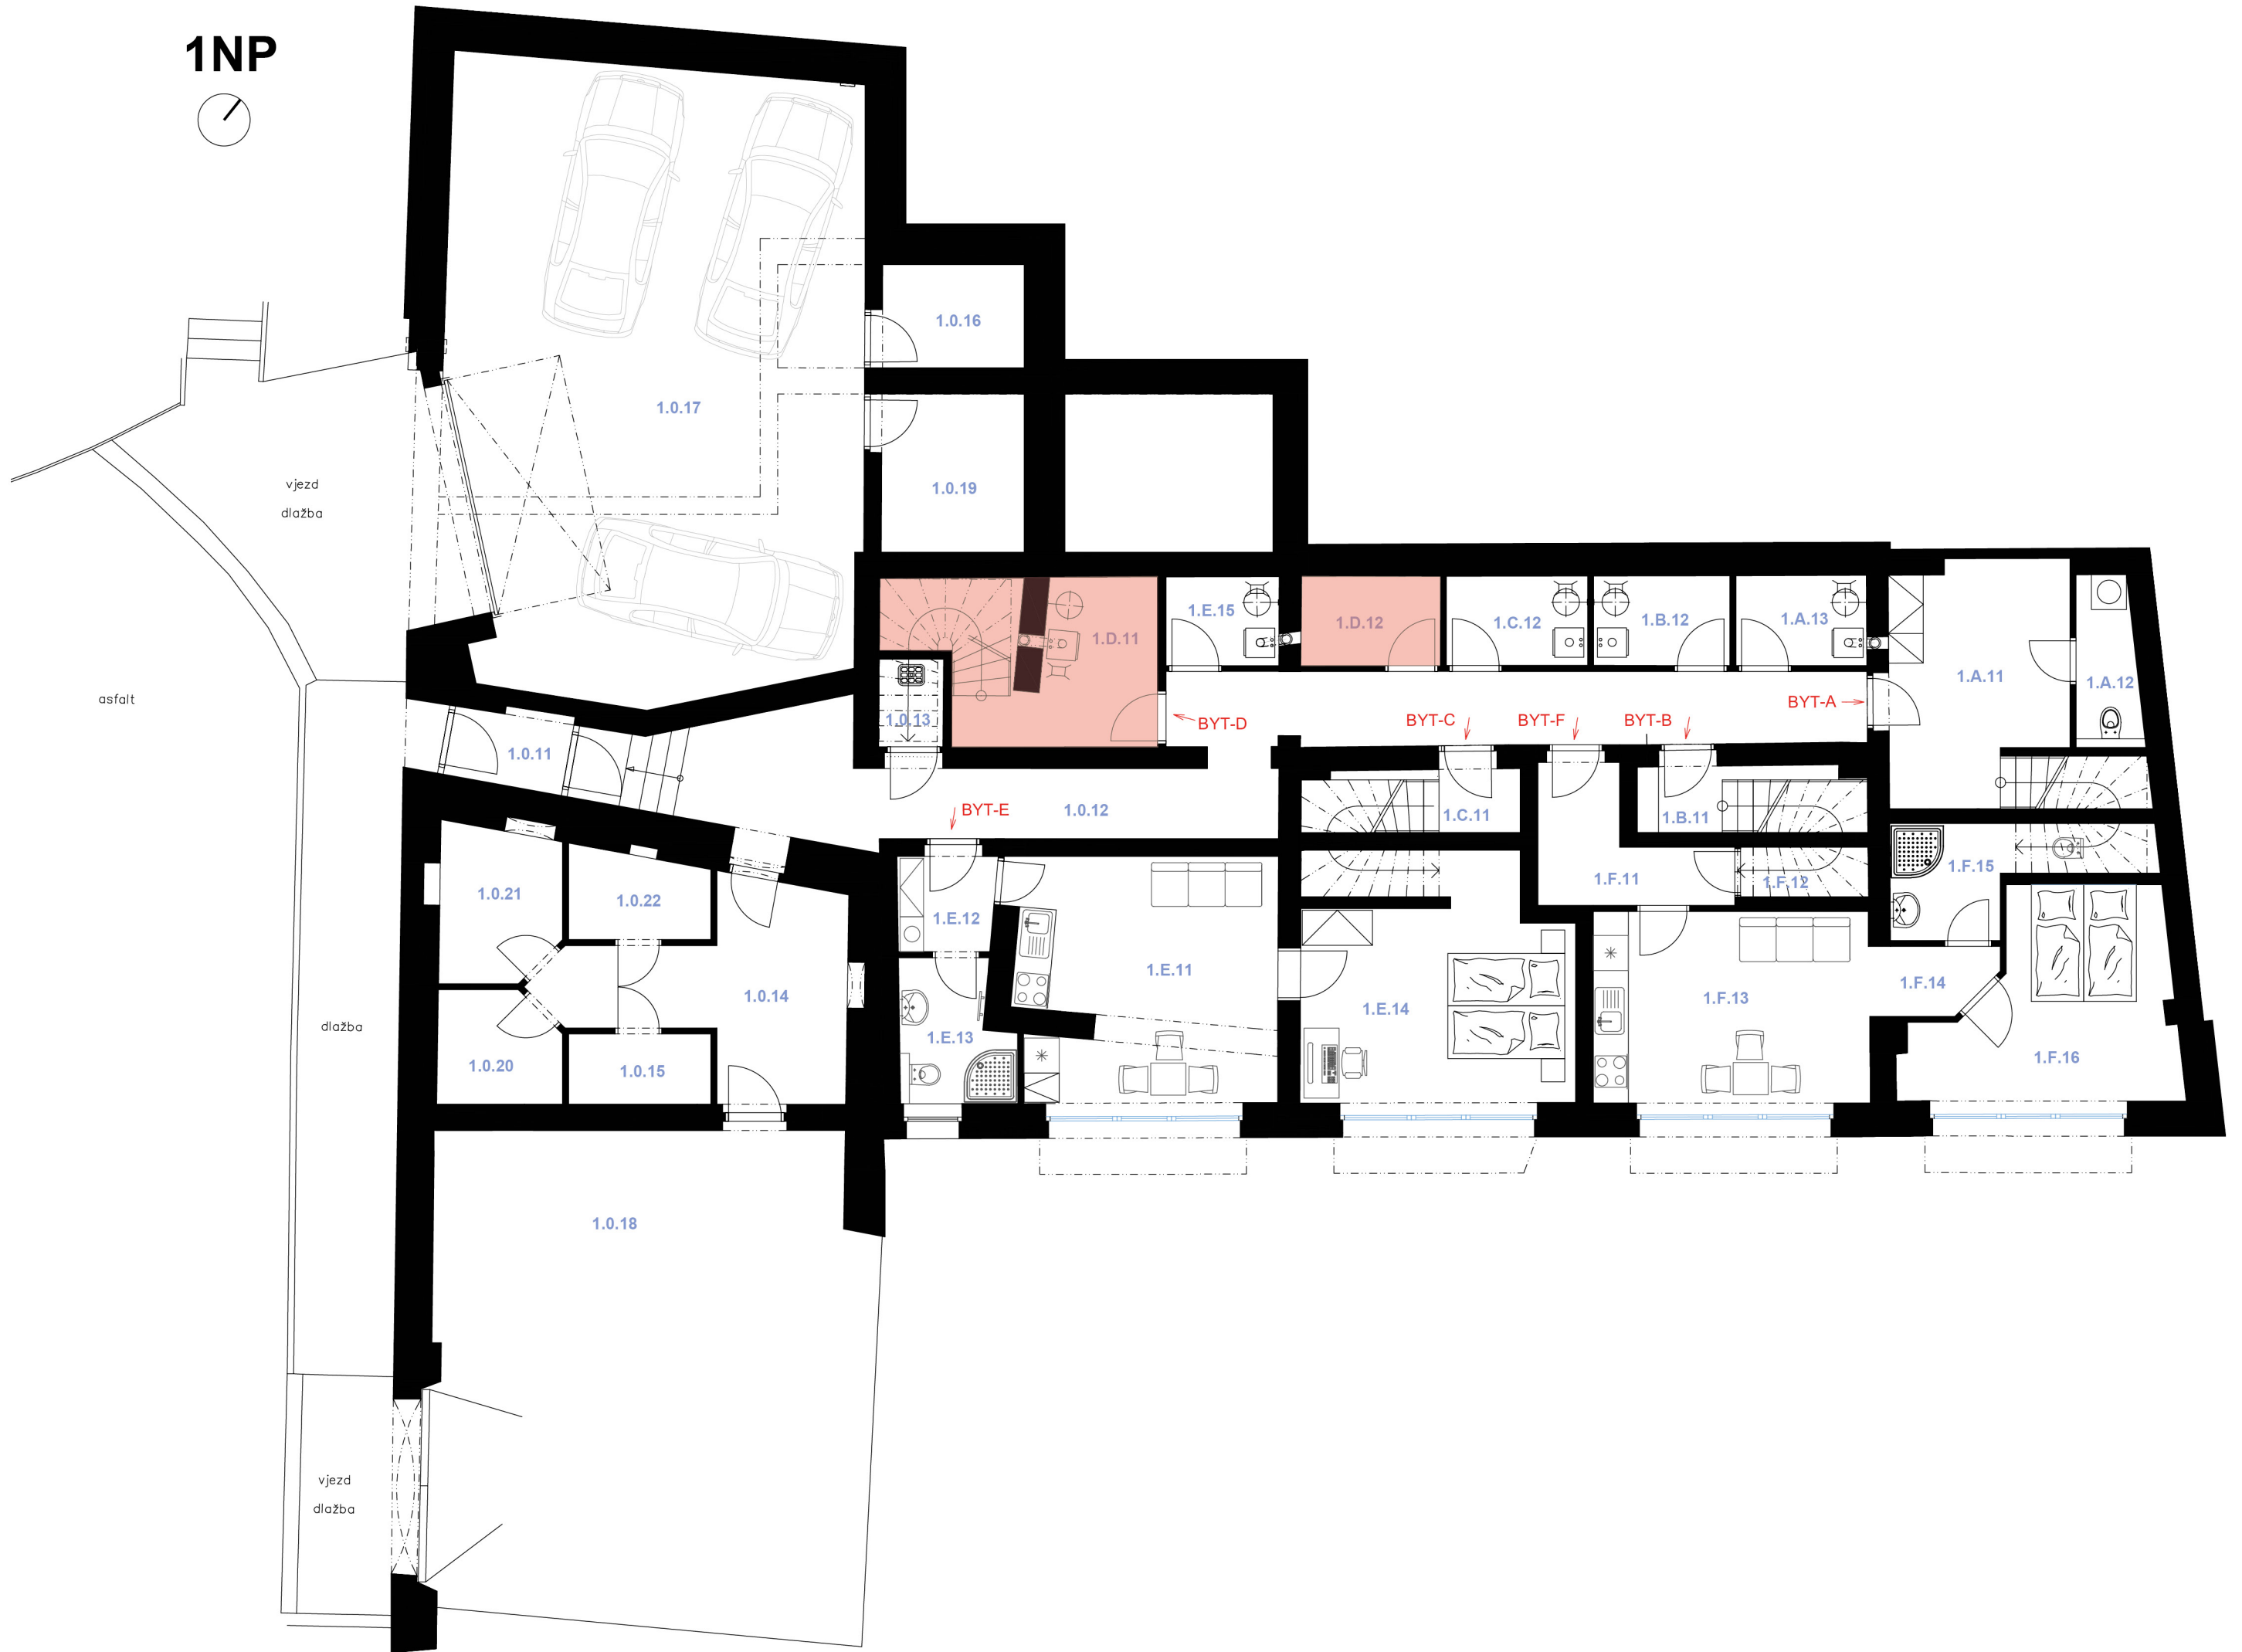 1NP
1.0.16
1.0.17
vjezd
dlažba
1.0.19
1.E.15
1.D.12
1.C.12
1.B.12
1.A.13
1.D.11
1.A.11
1.A.12
asfalt
BYT-A
1.0.13
BYT-D
BYT-C
BYT-F
BYT-B
1.0.11
BYT-E
1.0.12
1.C.11
1.B.11
1.0.21
1.0.22
1.E.12
1.F.11
1.F.12
1.F.15
1.E.11
1.0.14
1.E.14
1.F.13
1.F.14
dlažba
1.E.13
1.0.20
1.0.15
1.F.16
1.0.18
vjezd
dlažba